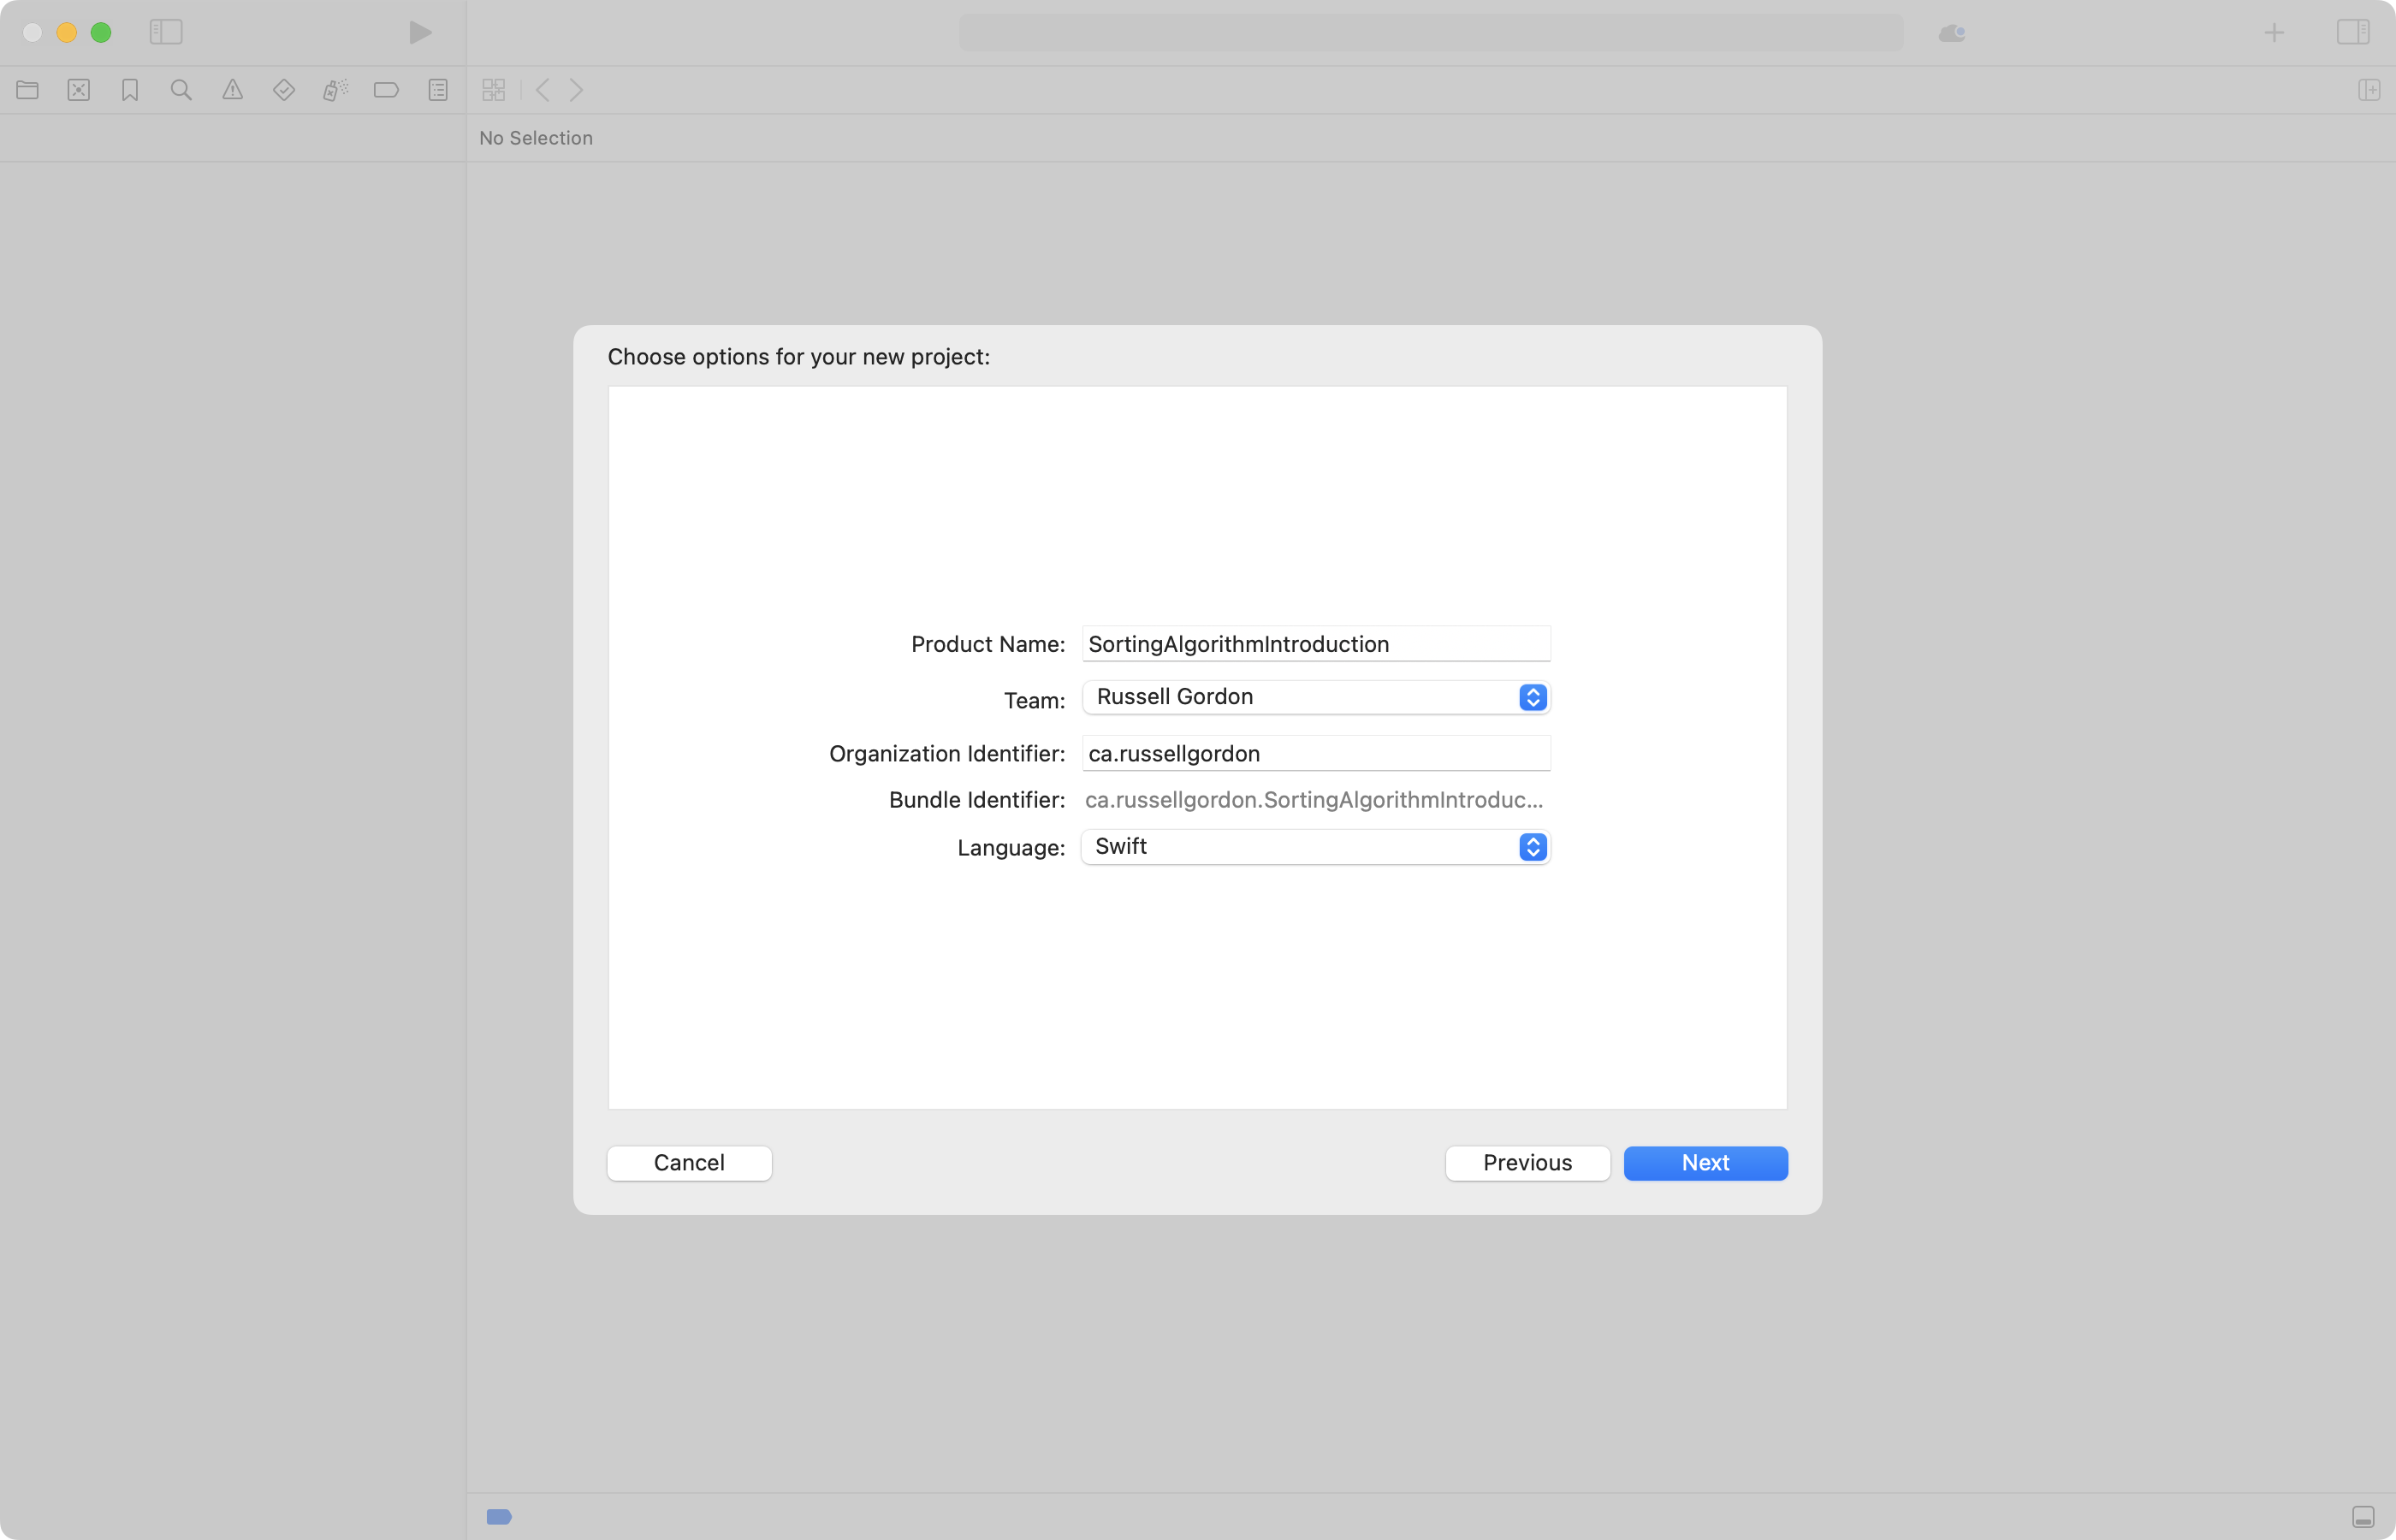 No Selection
Choose options for your new project:
Product Name: SortingAlgorithmIntroduction
Team: Russell Gordon
Organization Identifier: ca.russellgordon
Bundle Identifier: ca.russellgordon.SortingAlgorithmIntroduc...
Language: Swift
Cancel Previous Next